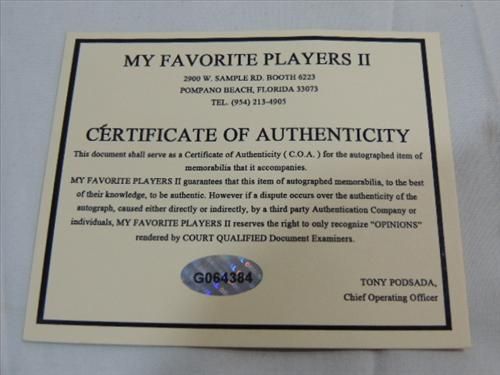 MY FAVORITE PLAYERS II
2900 W. SAMPLE RD. BOOTH 6223
POMPANO BEACH, FLORIDA 33073
TEL. (954) 213-4905
CERTIFICATE OF AUTHENTICITY
This document shall serve as a Certificate of Authenticity ( C.O.A. ) for the autographed item of
memorabilia that it accompanies.
MY FAVORITE PLAYERS II guarantees that this item of autographed memorabilia, to the best
of their knowledge, to be authentic. However if a dispute occurs over the authenticity of the
autograph, caused either directly or indirectly, by a third party Authentication Company or
individuals, MY FAVORITE PLAYERS II reserves the right to only recognize "OPINIONS"
rendered by COURT QUALIFIED Document Examiners.
G064384
TONY PODSADA,
Chief Operating Officer